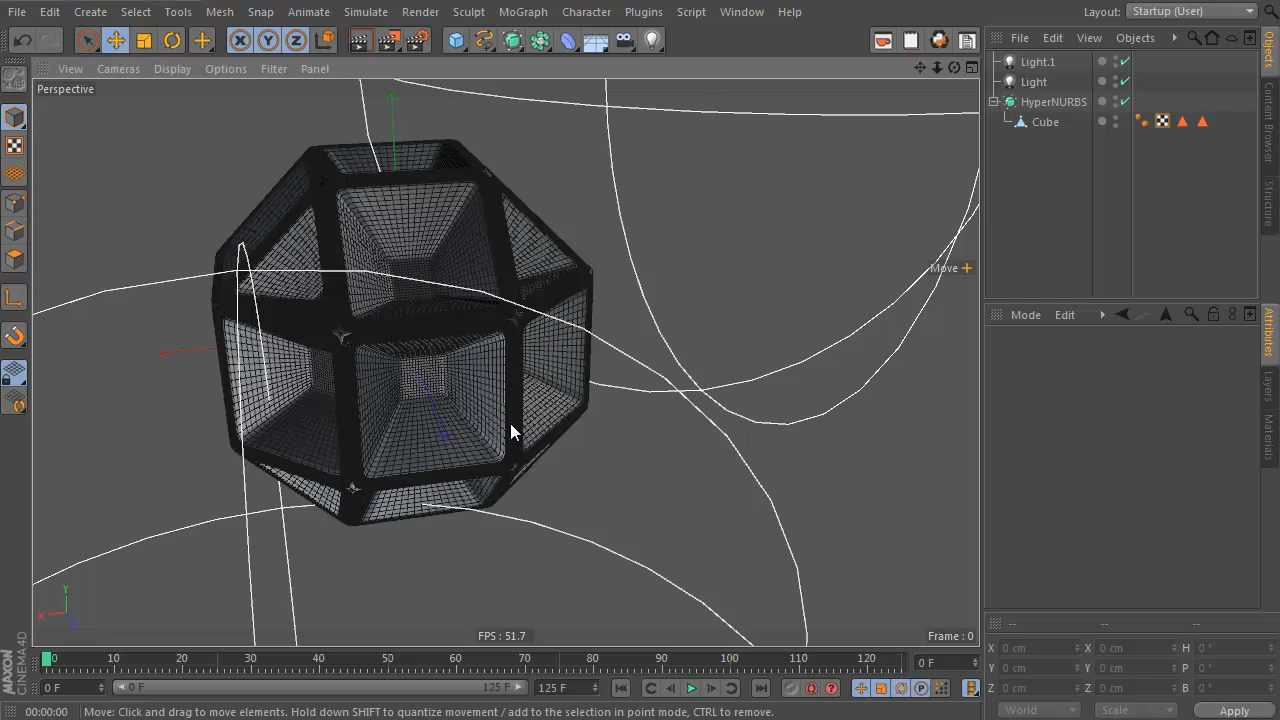 File Edit Create Select Tools Mesh Snap Animate Simulate Render Sculpt MoGraph Character Plugins Script Window Help
Layout: Startup (User)
X Y Z
File Edit View Objects
View Cameras Display Options Filter Panel
Perspective
Light.1
Light
HyperNURBS
Cube
Move
Mode Edit
Objects
Content Browser
Structure
Attributes
Layers
Materials
Y
X
Z
FPS : 51.7
Frame : 0
0 10 20 30 40 50 60 70 80 90 100 110 120
0 F
0 F
0 F
125 F
125 F
P
-- -- --
X 0 cm X 0 cm H 0 °
Y 0 cm Y 0 cm P 0 °
Z 0 cm Z 0 cm B 0 °
World Scale Apply
MAXON CINEMA 4D
00:00:00 Move: Click and drag to move elements. Hold down SHIFT to quantize movement / add to the selection in point mode, CTRL to remove.